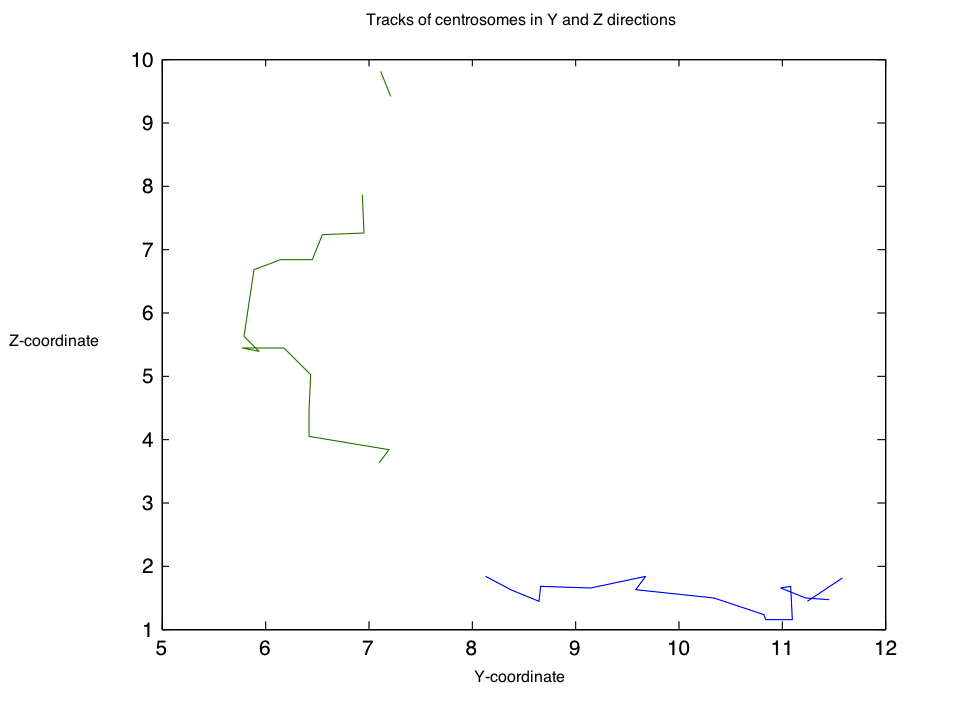 Tracks of centrosomes in Y and Z directions
10
9
8
7
6
Z-coordinate
5
4
3
2
1
5 6 7 8 9 10 11 12
Y-coordinate